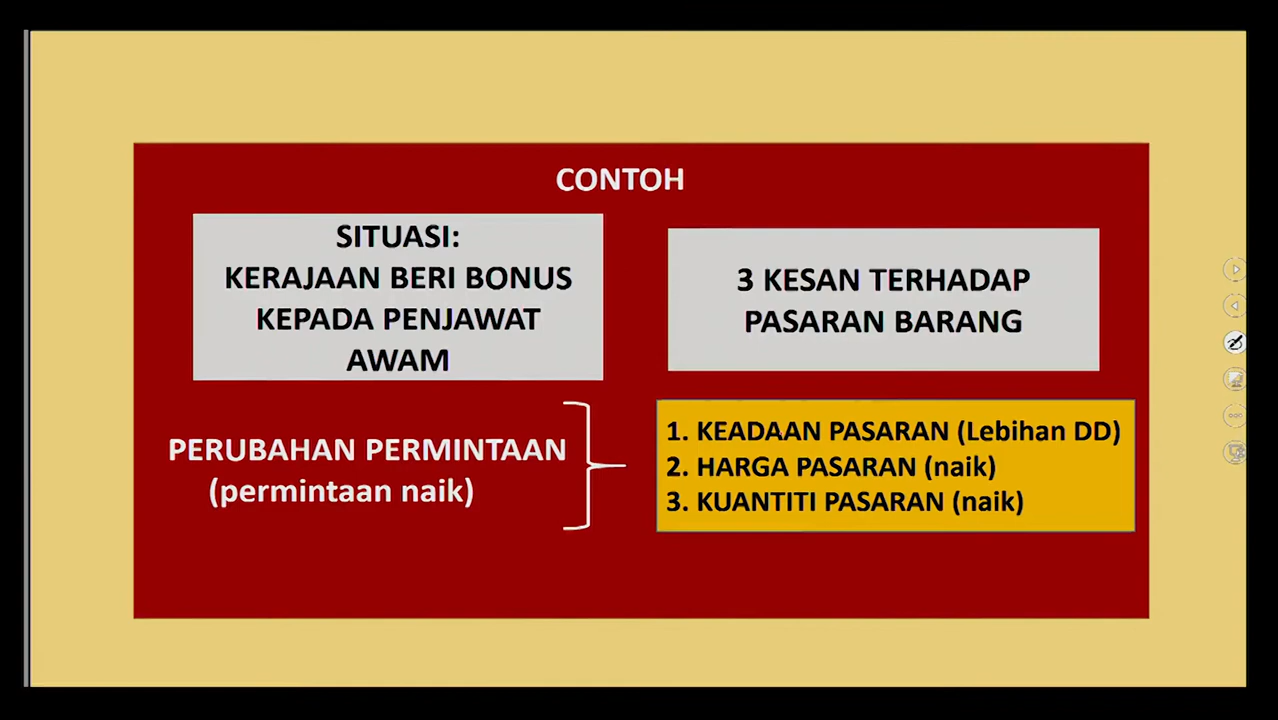 CONTOH
SITUASI:
KERAJAAN BERI BONUS
KEPADA PENJAWAT
AWAM
3 KESAN TERHADAP
PASARAN BARANG
PERUBAHAN PERMINTAAN
(permintaan naik)
1. KEADAAN PASARAN (Lebihan DD)
2. HARGA PASARAN (naik)
3. KUANTITI PASARAN (naik)